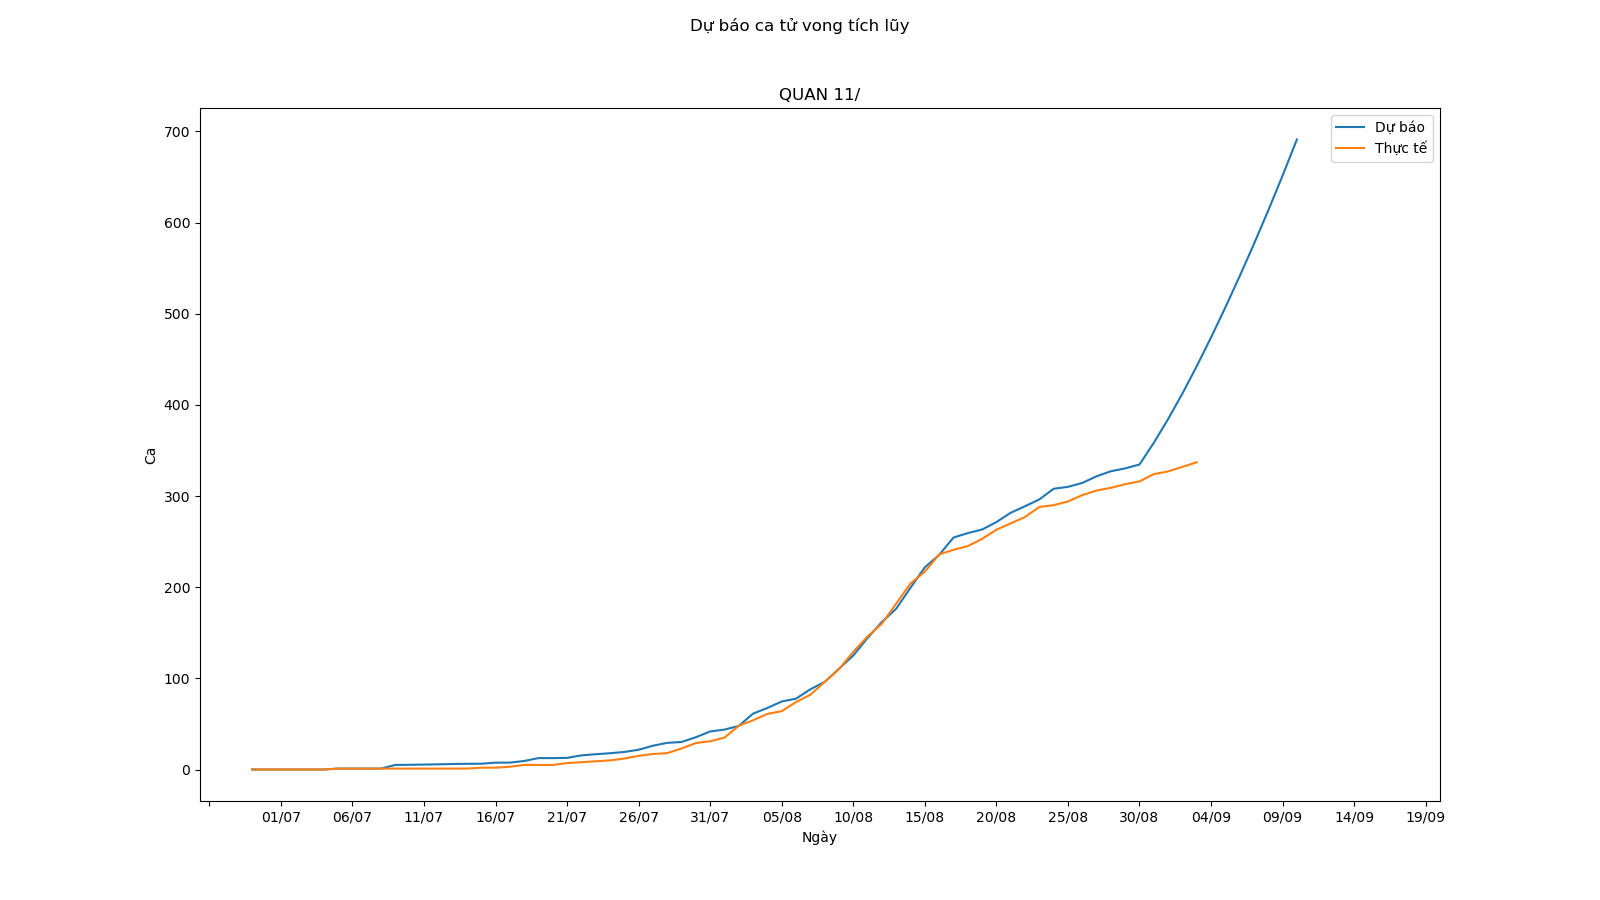 Dự báo ca tử vong tích lũy
QUAN 11/
Dự báo
Thực tế
700
600
500
400
300
200
100
0
Ca
01/07 06/07 11/07 16/07 21/07 26/07 31/07 05/08 10/08 15/08 20/08 25/08 30/08 04/09 09/09 14/09 19/09
Ngày